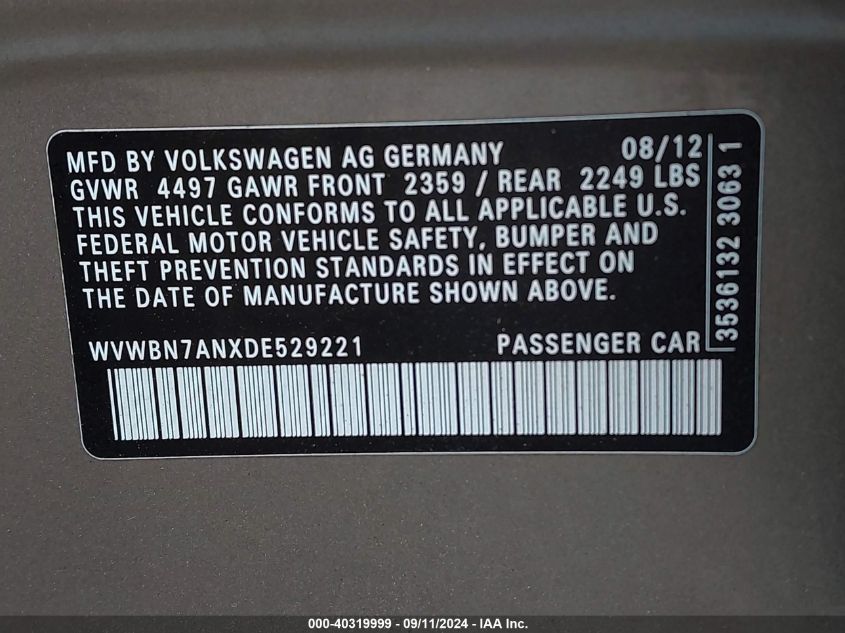 MFD BY VOLKSWAGEN AG GERMANY 08/12
GVWR 4497 GAWR FRONT 2359 / REAR 2249 LBS
THIS VEHICLE CONFORMS TO ALL APPLICABLE U.S.
FEDERAL MOTOR VEHICLE SAFETY, BUMPER AND
THEFT PREVENTION STANDARDS IN EFFECT ON
THE DATE OF MANUFACTURE SHOWN ABOVE.
WVWBN7ANXDE529221 PASSENGER CAR
3536132 3063 1
000-40319999 - 09/11/2024 - IAA Inc.